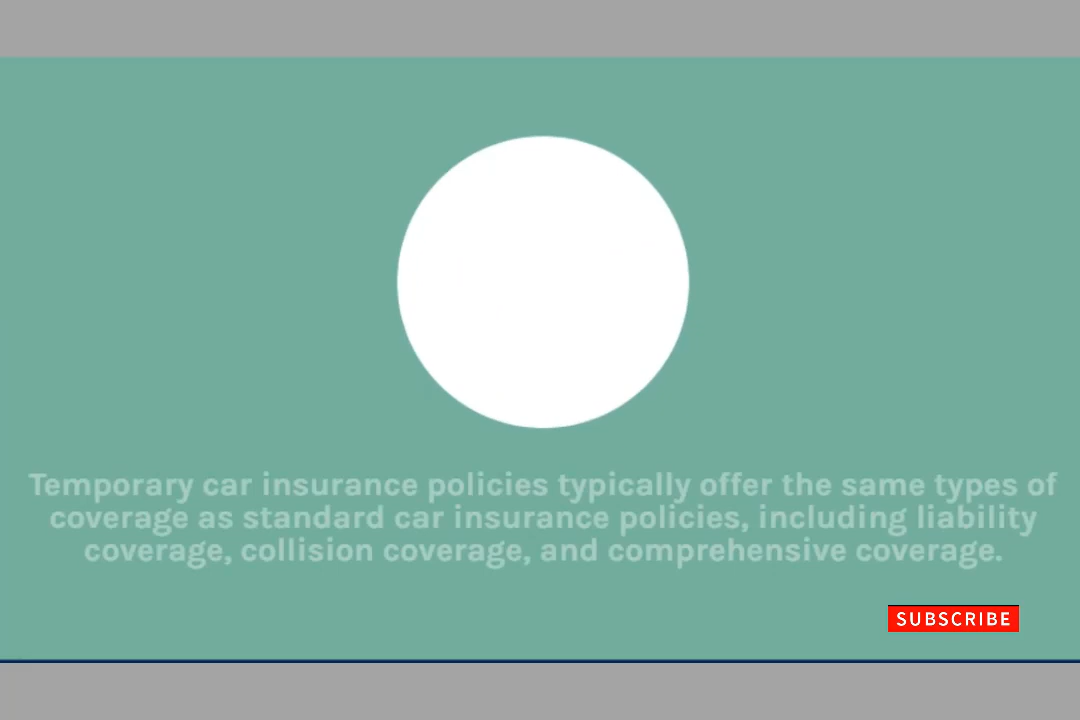 Temporary car insurance policies typically offer the same types of
coverage as standard car insurance policies, including liability
coverage, collision coverage, and comprehensive coverage.
SUBSCRIBE